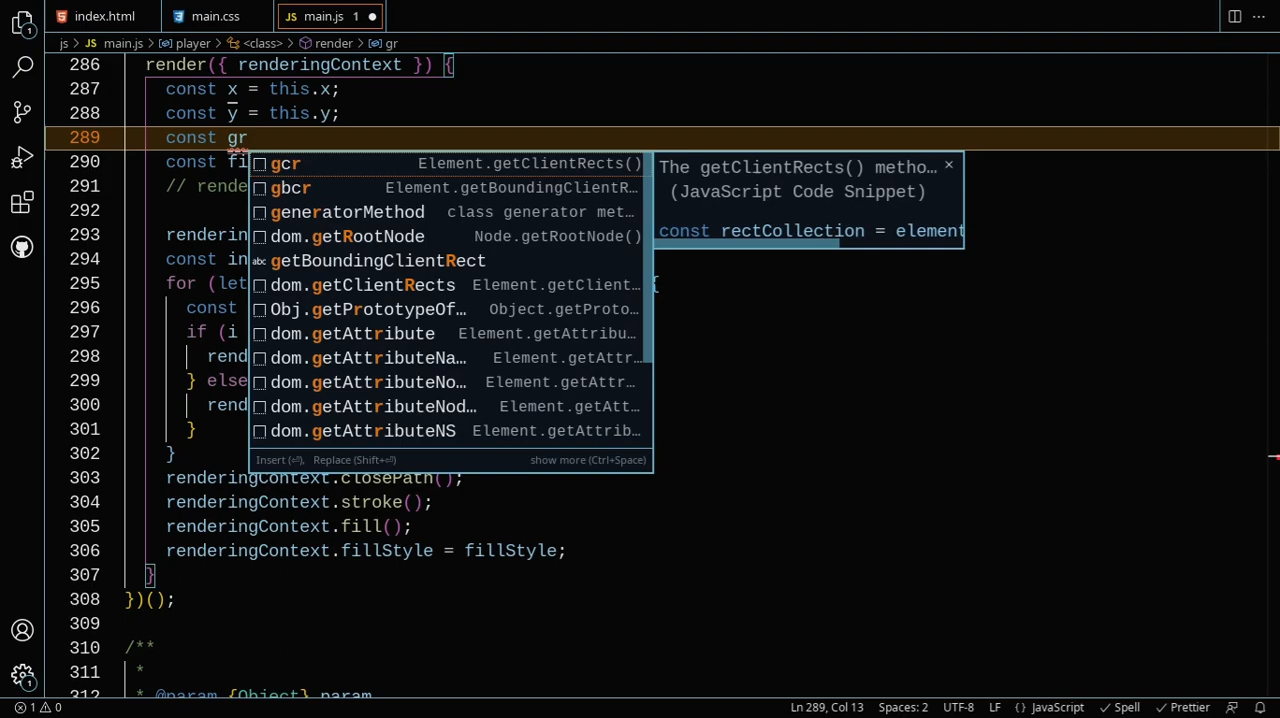 index.html
main.css
main.js 1
js > main.js > player > <class> > render > gr
286 render({ renderingContext }) {
287 const x = this.x;
288 const y = this.y;
289 const gr
290 const fi
291 // rende
292
293 renderin
294 const in
295 for (let {
296 const
297 if (i
298 rend
299 } else
300 rend
301 }
302 }
303 renderingContext.closePath();
304 renderingContext.stroke();
305 renderingContext.fill();
306 renderingContext.fillStyle = fillStyle;
307 }
308 })();
309
310 /**
311 *
312 * @param {Object} param
gcr Element.getClientRects()
gbcr Element.getBoundingClientR…
generatorMethod class generator met…
dom.getRootNode Node.getRootNode()
abc getBoundingClientRect
dom.getClientRects Element.getClient…
Obj.getPrototypeOf… Object.getProto…
dom.getAttribute Element.getAttribu…
dom.getAttributeNa… Element.getAttr…
dom.getAttributeNo… Element.getAttr…
dom.getAttributeNod… Element.getAtt…
dom.getAttributeNS Element.getAttrib…
Insert (⏎), Replace (Shift+⏎) show more (Ctrl+Space)
The getClientRects() metho… ×
(JavaScript Code Snippet)
const rectCollection = element
1
1
1 0
Ln 289, Col 13
Spaces: 2
UTF-8
LF
{} JavaScript
Spell
Prettier